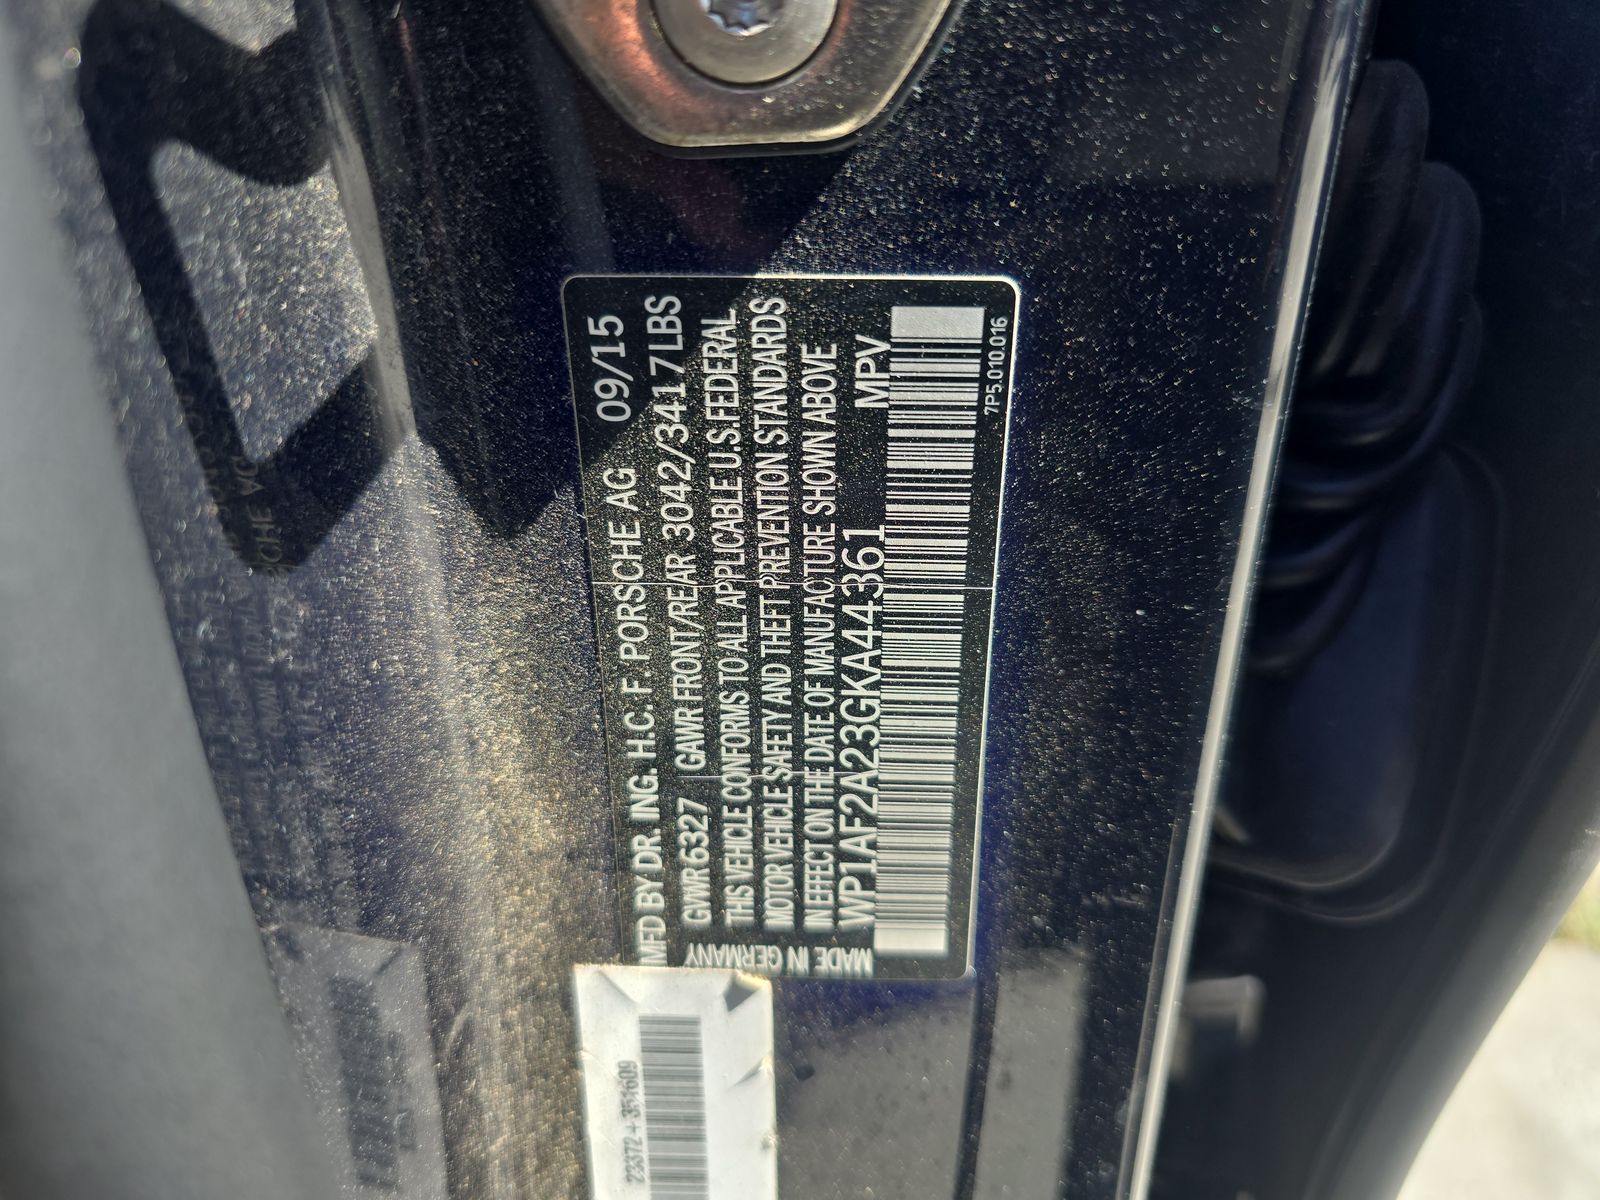 MFD BY DR. ING. H.C. F. PORSCHE AG 09/15
GVWR 6327 GAWR FRONT/REAR 3042/3417LBS
THIS VEHICLE CONFORMS TO ALL APPLICABLE U.S.FEDERAL
MOTOR VEHICLE SAFETY AND THEFT PREVENTION STANDARDS
IN EFFECT ON THE DATE OF MANUFACTURE SHOWN ABOVE
WP1AF2A23GKA44361 MPV
MADE IN GERMANY
7P5.010.016